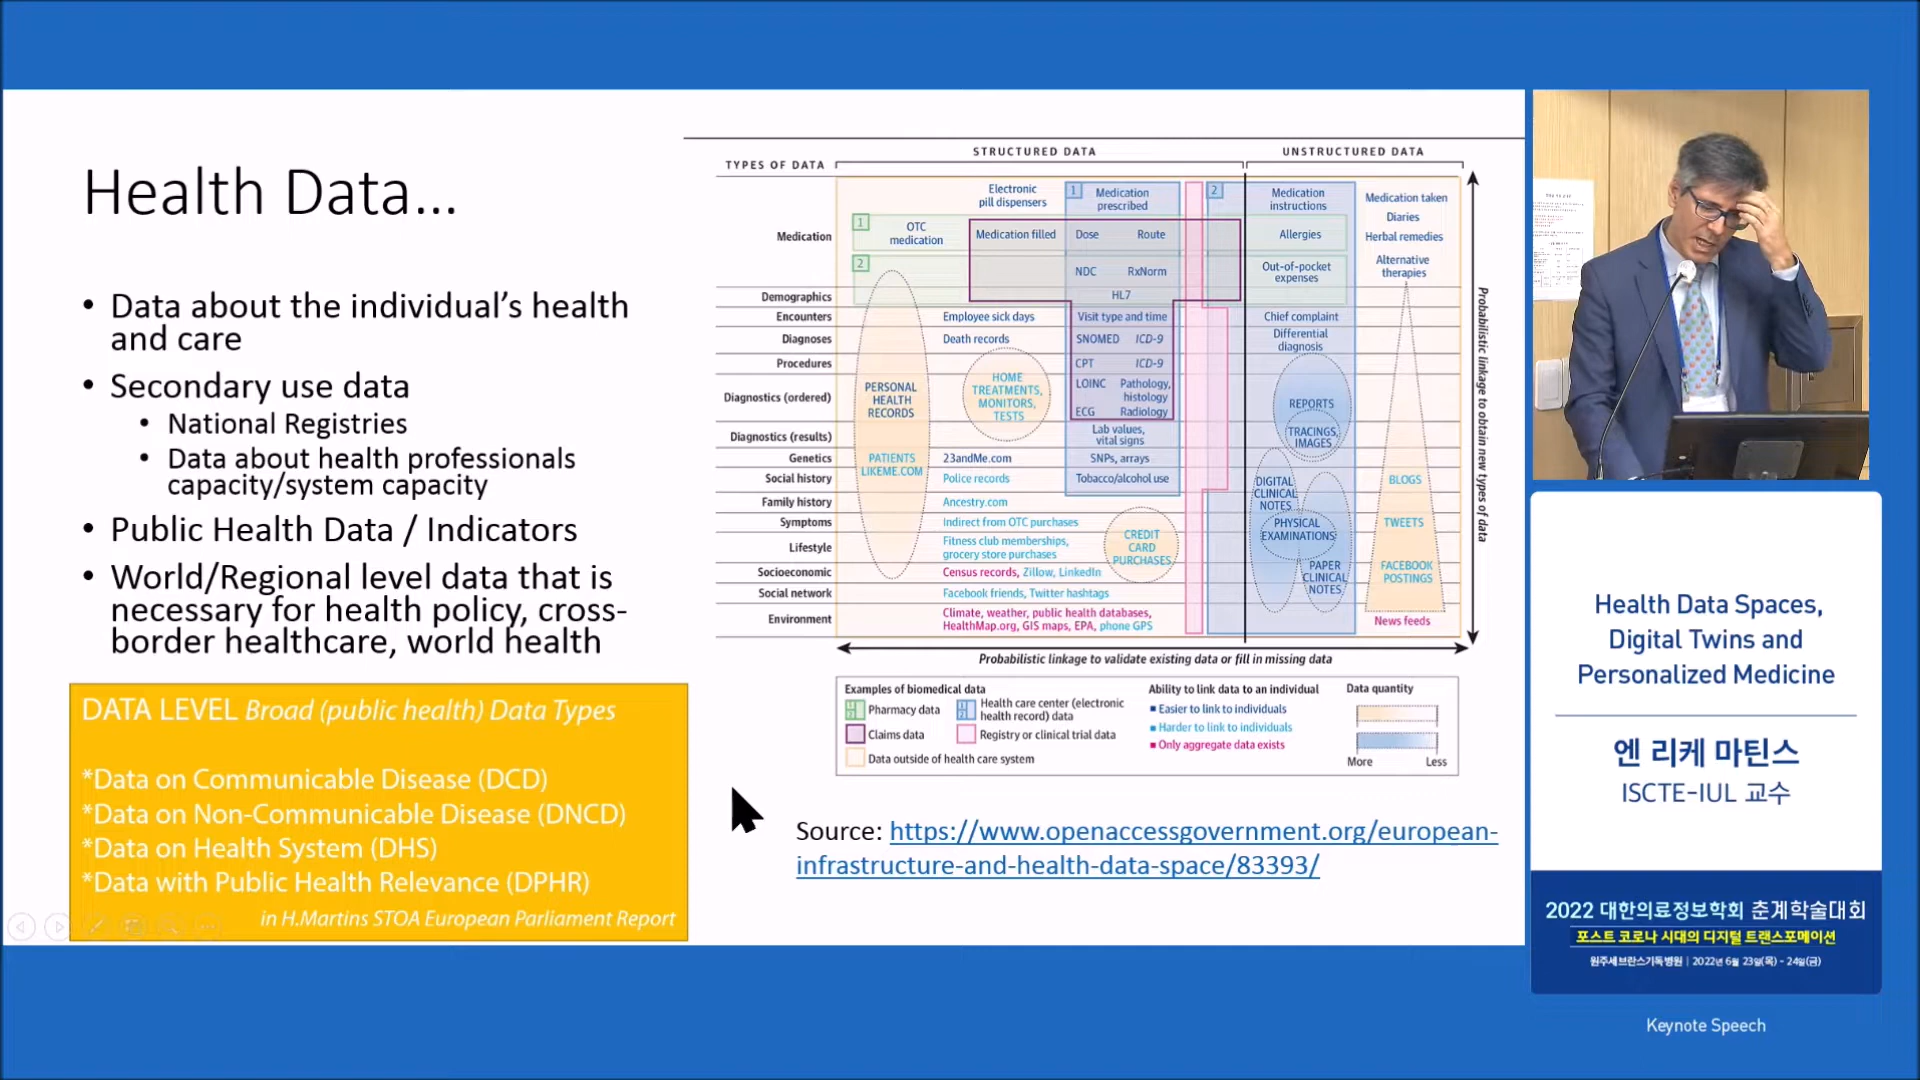 Health Data...
• Data about the individual's health
and care
• Secondary use data
• National Registries
• Data about health professionals
capacity/system capacity
• Public Health Data / Indicators
• World/Regional level data that is
necessary for health policy, cross-
border healthcare, world health
DATA LEVEL Broad (public health) Data Types
*Data on Communicable Disease (DCD)
*Data on Non-Communicable Disease (DNCD)
*Data on Health System (DHS)
*Data with Public Health Relevance (DPHR)
in H.Martins STOA European Parliament Report
TYPES OF DATA
STRUCTURED DATA
UNSTRUCTURED DATA
Medication
Demographics
Encounters
Diagnoses
Procedures
Diagnostics (ordered)
Diagnostics (results)
Genetics
Social history
Family history
Symptoms
Lifestyle
Socioeconomic
Social network
Environment
1
OTC
medication
2
PERSONAL
HEALTH
RECORDS
PATIENTS
LIKEME.COM
Electronic
pill dispensers
Medication filled
Employee sick days
Death records
HOME
TREATMENTS,
MONITORS,
TESTS
23andMe.com
Police records
Ancestry.com
Indirect from OTC purchases
Fitness club memberships,
grocery store purchases
CREDIT
CARD
PURCHASES
Census records, Zillow, LinkedIn
Facebook friends, Twitter hashtags
Climate, weather, public health databases,
HealthMap.org, GIS maps, EPA, phone GPS
1
Medication
prescribed
Dose Route
NDC RxNorm
HL7
Visit type and time
SNOMED ICD-9
CPT ICD-9
LOINC Pathology,
histology
ECG Radiology
Lab values,
vital signs
SNPs, arrays
Tobacco/alcohol use
2
Medication
instructions
Allergies
Out-of-pocket
expenses
Chief complaint
Differential
diagnosis
REPORTS
TRACINGS,
IMAGES
DIGITAL
CLINICAL
NOTES
PHYSICAL
EXAMINATIONS
PAPER
CLINICAL
NOTES
Medication taken
Diaries
Herbal remedies
Alternative
therapies
BLOGS
TWEETS
FACEBOOK
POSTINGS
News feeds
Probabilistic linkage to obtain new types of data
Probabilistic linkage to validate existing data or fill in missing data
Examples of biomedical data
1
2
Pharmacy data
1
2
Health care center (electronic
health record) data
Claims data
Registry or clinical trial data
Data outside of health care system
Ability to link data to an individual
Easier to link to individuals
Harder to link to individuals
Only aggregate data exists
Data quantity
More Less
Source: https://www.openaccessgovernment.org/european-
infrastructure-and-health-data-space/83393/
Health Data Spaces,
Digital Twins and
Personalized Medicine
엔 리케 마틴스
ISCTE-IUL 교수
2022 대한의료정보학회 춘계학술대회
포스트 코로나 시대의 디지털 트랜스포메이션
원주세브란스기독병원 | 2022년 6월 23일(목) - 24일(금)
Keynote Speech